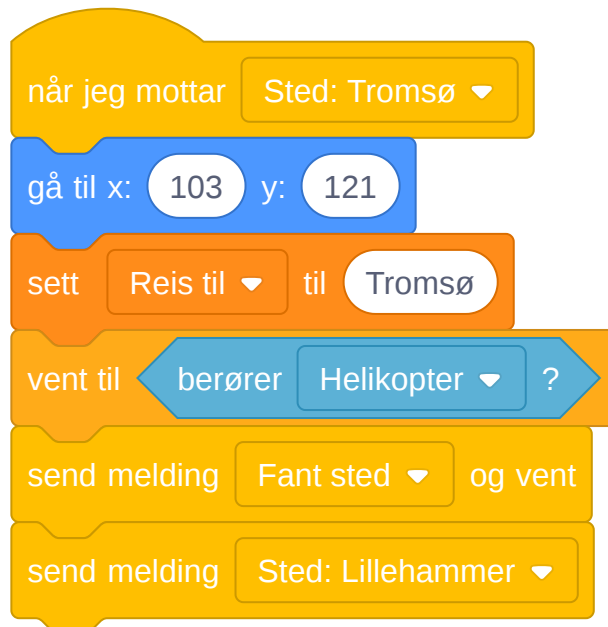 når jeg mottar Sted: Tromsø
gå til x: 103 y: 121
sett Reis til til Tromsø
vent til berører Helikopter ?
send melding Fant sted og vent
send melding Sted: Lillehammer